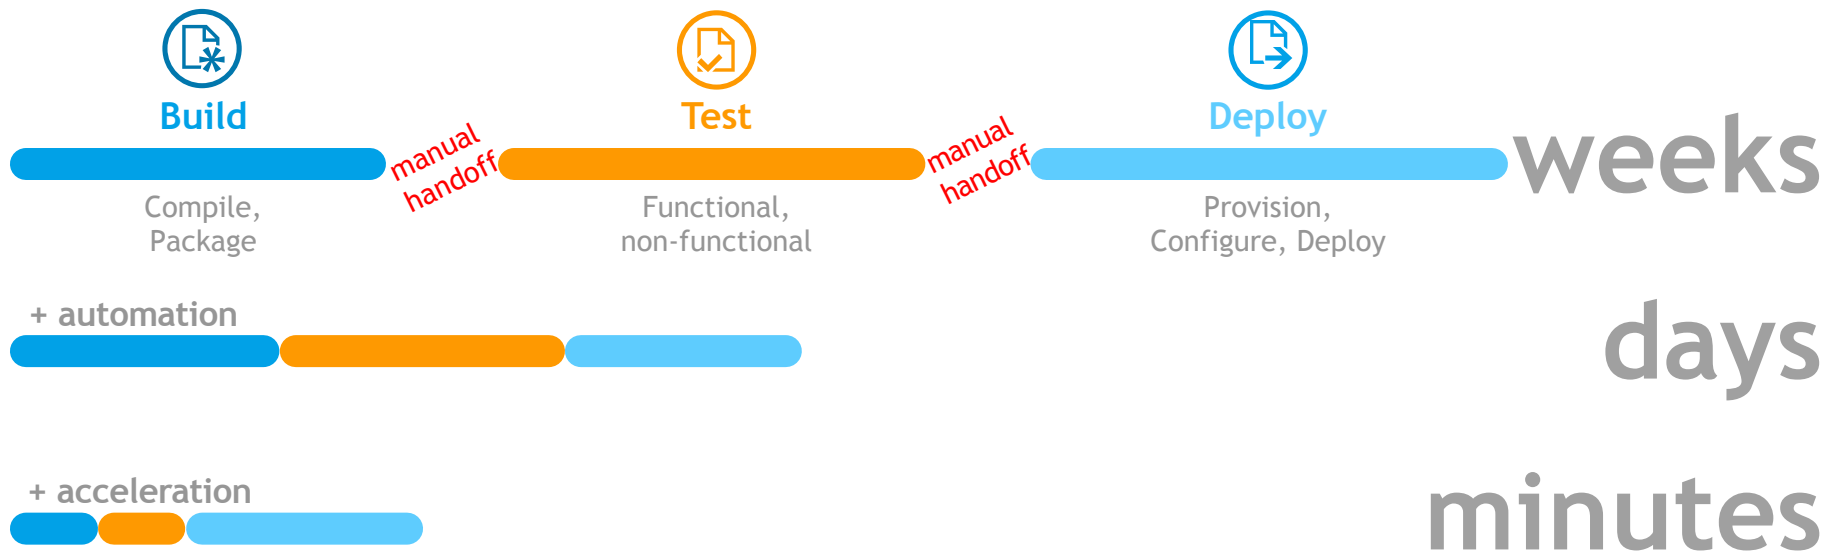 Build
Test
Deploy
manual
handoff
manual
handoff
weeks
Compile,
Package
Functional,
non-functional
Provision,
Configure, Deploy
+ automation
days
+ acceleration
minutes